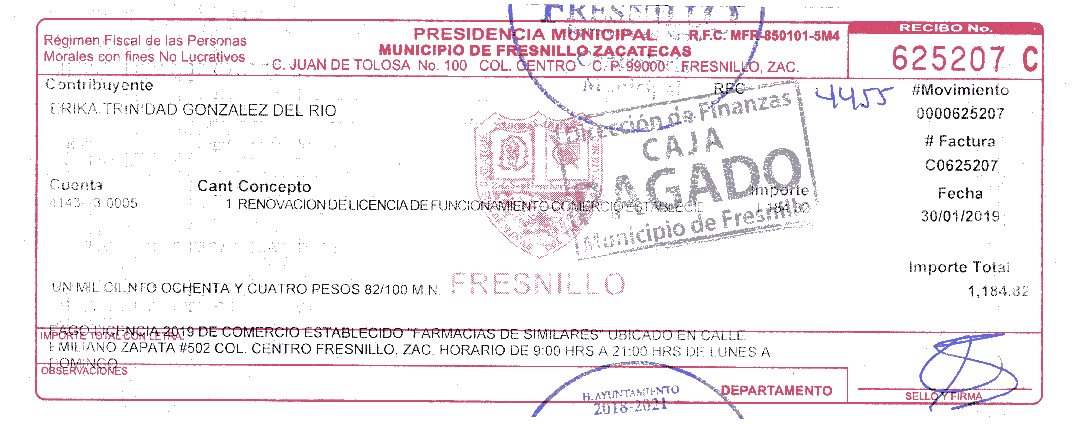 FRESNILLO
Régimen Fiscal de las Personas
Morales con fines No Lucrativos
PRESIDENCIA MUNICIPAL R.F.C. MFR-850101-5M4
MUNICIPIO DE FRESNILLO ZACATECAS
C. JUAN DE TOLOSA No. 100 COL. CENTRO C.P. 99000 FRESNILLO, ZAC.
RECIBO No.
625207 C
Contribuyente
RFC
4455
#Movimiento
ERIKA TRINIDAD GONZALEZ DEL RIO
0000625207
Dirección de Finanzas
CAJA
PAGADO
Municipio de Fresnillo
# Factura
C0625207
Cuenta
Cant Concepto
Importe
Fecha
1 RENOVACION DE LICENCIA DE FUNCIONAMIENTO COMERCIO ESTABLECIE
30/01/2019
Importe Total
FRESNILLO
UN MIL CIENTO OCHENTA Y CUATRO PESOS 82/100 M.N.
1,184.82
IMPORTE TOTAL CON LETRA
PAGO LICENCIA 2019 DE COMERCIO ESTABLECIDO "FARMACIAS DE SIMILARES" UBICADO EN CALLE
EMILIANO ZAPATA #502 COL. CENTRO FRESNILLO, ZAC. HORARIO DE 9:00 HRS A 21:00 HRS DE LUNES A
DOMINGO
OBSERVACIONES
H. AYUNTAMIENTO
2018-2021
DEPARTAMENTO
SELLO Y FIRMA